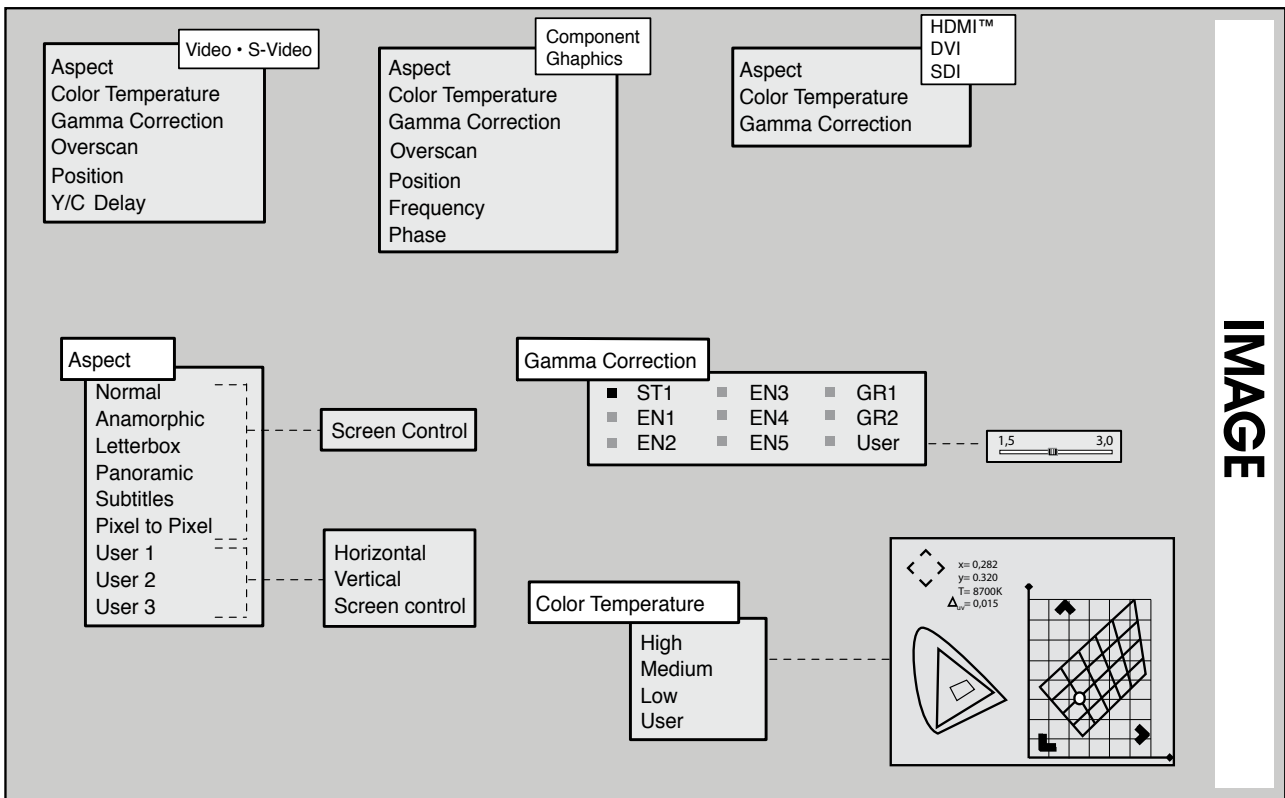 Video • S-Video
Aspect
Color Temperature
Gamma Correction
Overscan
Position
Y/C Delay
Component
Ghaphics
Aspect
Color Temperature
Gamma Correction
Overscan
Position
Frequency
Phase
HDMI™
DVI
SDI
Aspect
Color Temperature
Gamma Correction
IMAGE
Aspect
Normal
Anamorphic
Letterbox
Panoramic
Subtitles
Pixel to Pixel
User 1
User 2
User 3
Screen Control
Horizontal
Vertical
Screen control
Gamma Correction
ST1 EN3 GR1
EN1 EN4 GR2
EN2 EN5 User
1,5 3,0
Color Temperature
High
Medium
Low
User
x= 0,282
y= 0.320
T= 8700K
Δuv= 0,015